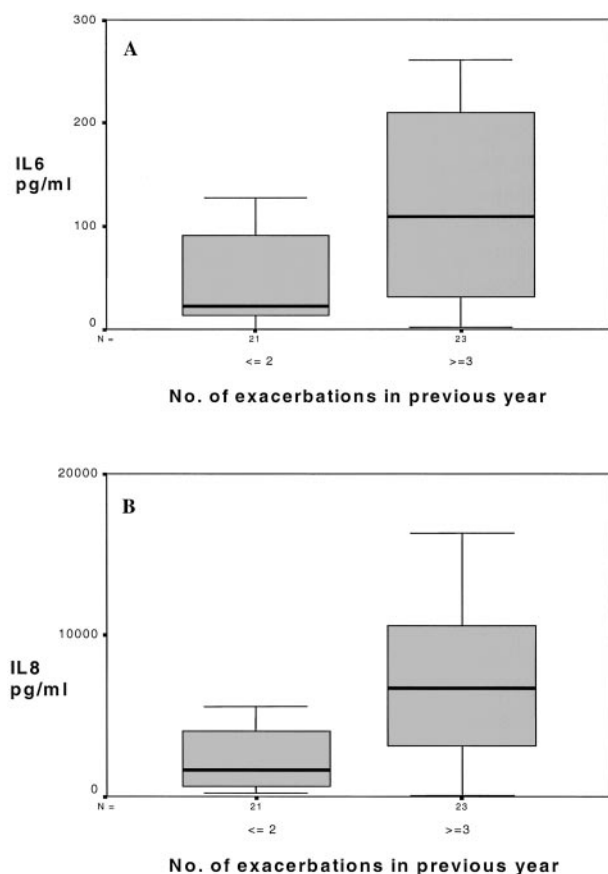 300
A
200
IL6
pg/ml
100
0
N =
21
23
<= 2
>=3
No. of exacerbations in previous year
20000
B
10000
IL8
pg/ml
0
N =
21
23
<= 2
>=3
No. of exacerbations in previous year